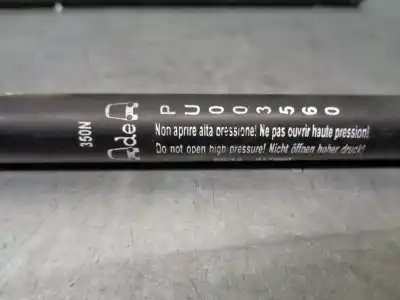 350N
de
PU003560
Non aprire alta pressione! Ne pas ouvrir haute pression!
Do not open high pressure! Nicht öffnen hoher druck!